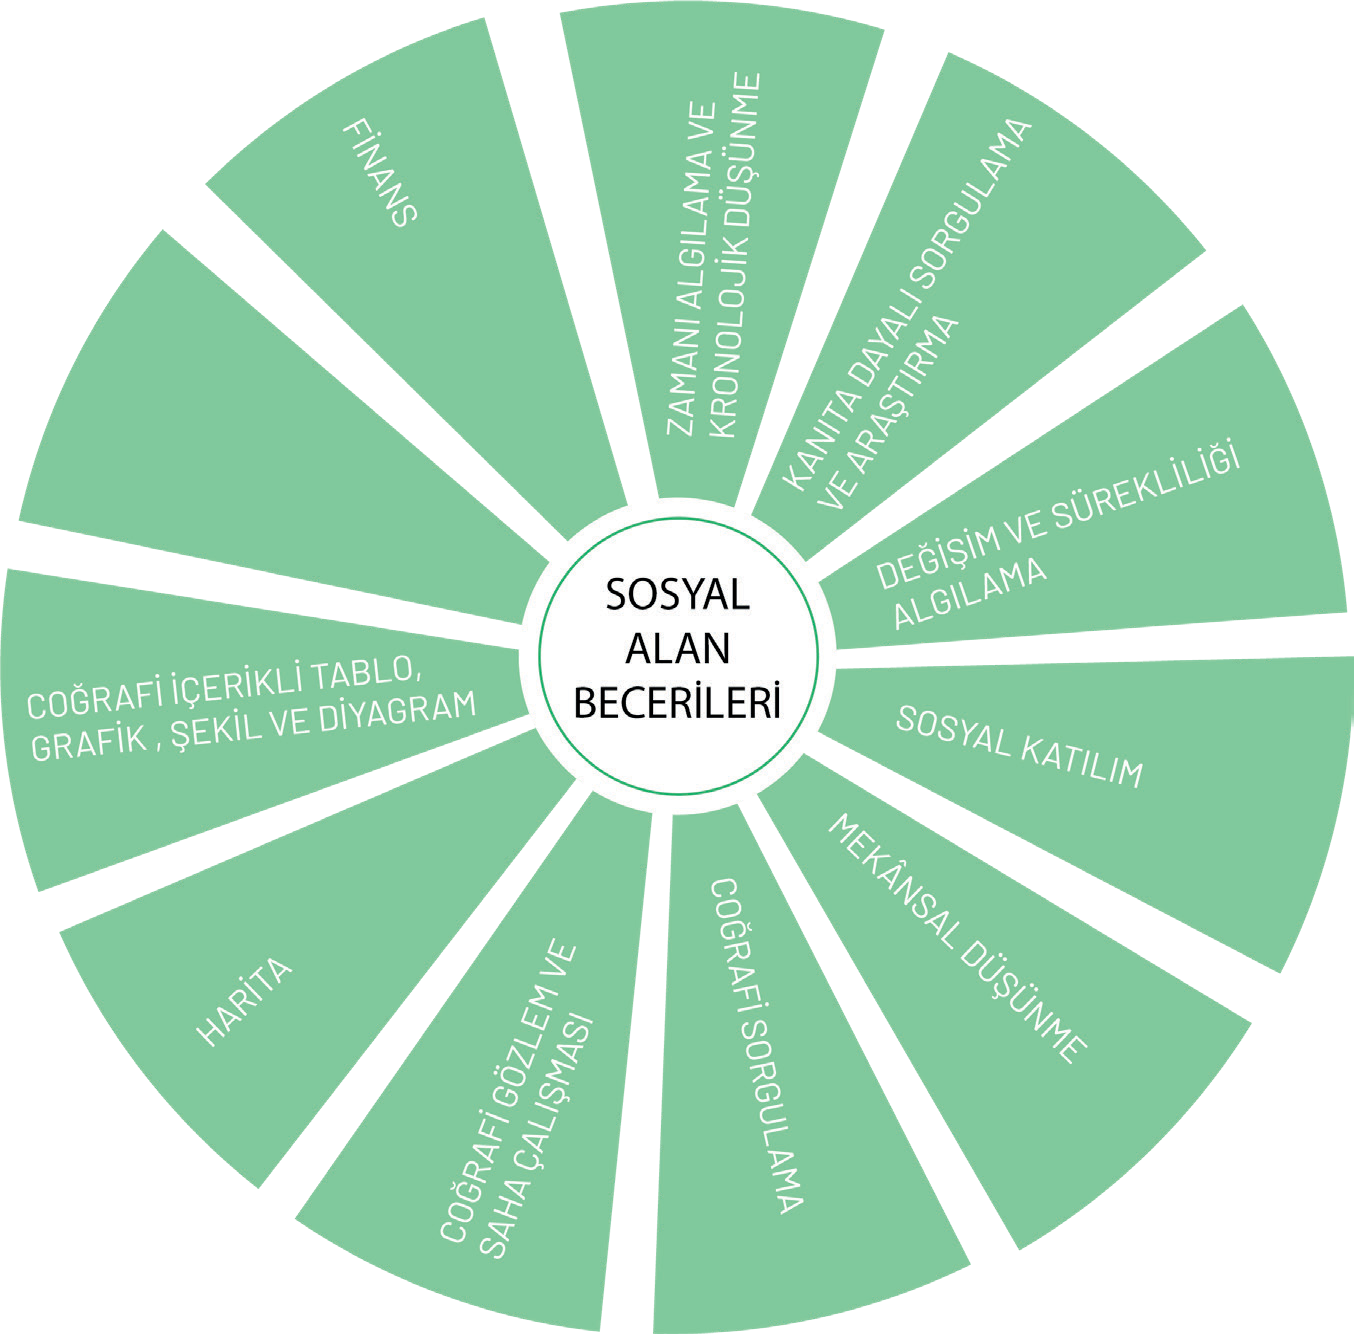 SOSYAL
ALAN
BECERİLERİ
ZAMANI ALGILAMA VE
KRONOLOJİK DÜŞÜNME
KANITA DAYALI SORGULAMA
VE ARAŞTIRMA
DEĞİŞİM VE SÜREKLİLİĞİ
ALGILAMA
SOSYAL KATILIM
MEKÂNSAL DÜŞÜNME
COĞRAFİ SORGULAMA
COĞRAFİ GÖZLEM VE
SAHA ÇALIŞMASI
HARİTA
COĞRAFİ İÇERİKLİ TABLO,
GRAFİK , ŞEKİL VE DİYAGRAM
FİNANS